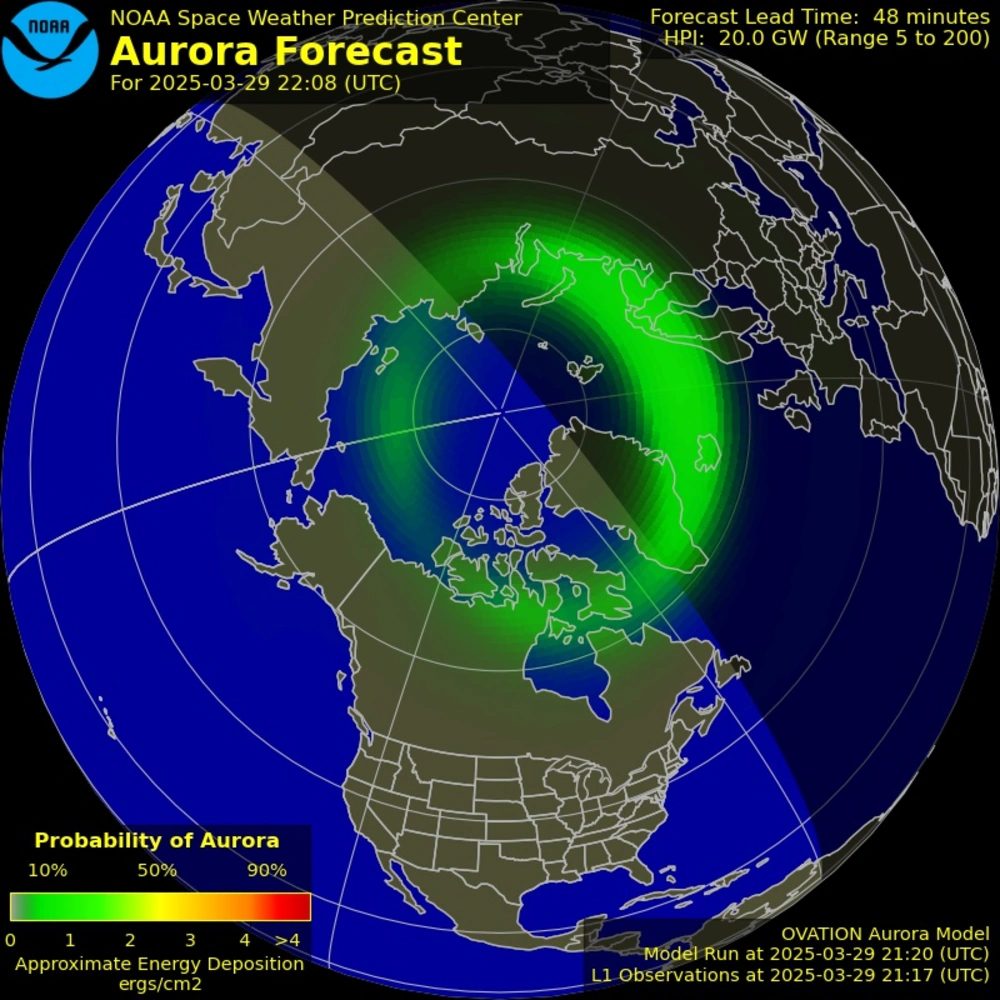 NOAA
NOAA Space Weather Prediction Center
Aurora Forecast
For 2025-03-29 22:08 (UTC)
Forecast Lead Time: 48 minutes
HPI: 20.0 GW (Range 5 to 200)
Probability of Aurora
10% 50% 90%
0 1 2 3 4 >4
Approximate Energy Deposition
ergs/cm2
OVATION Aurora Model
Model Run at 2025-03-29 21:20 (UTC)
L1 Observations at 2025-03-29 21:17 (UTC)